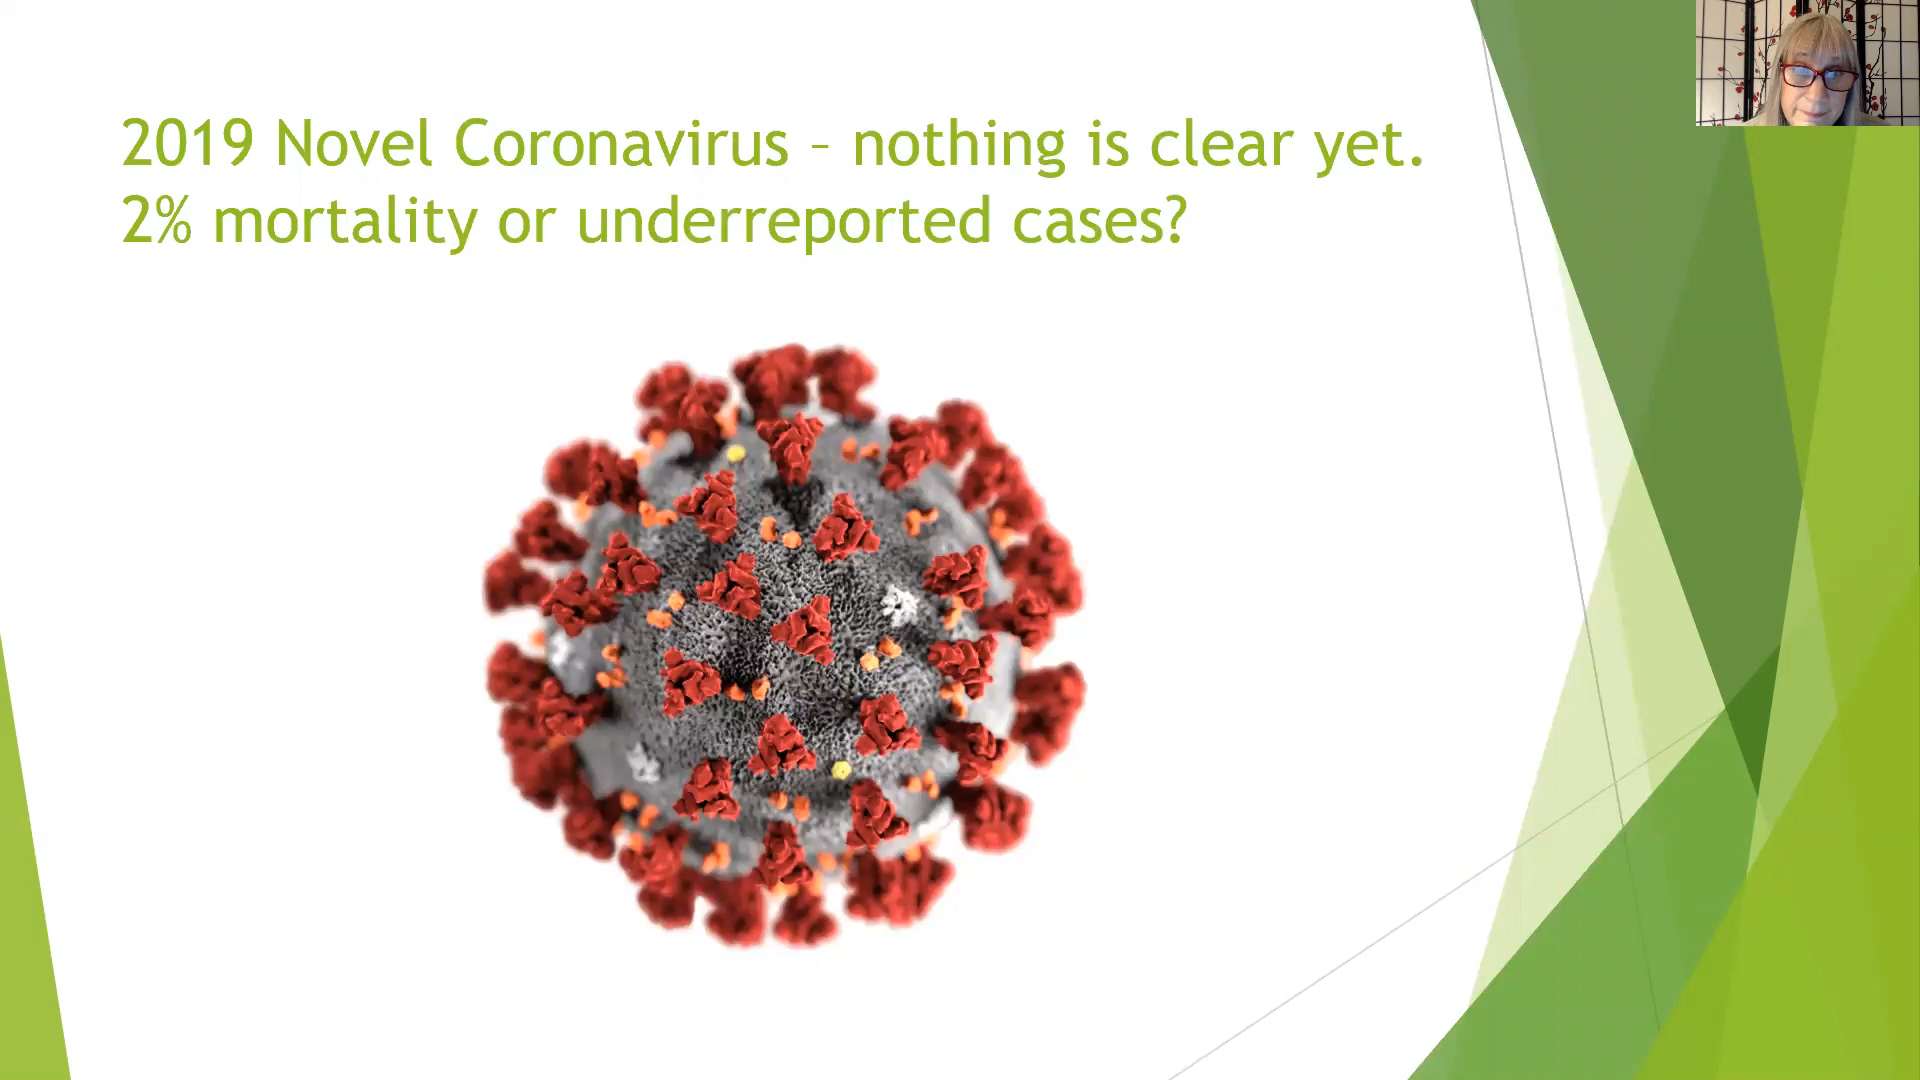 2019 Novel Coronavirus – nothing is clear yet.
2% mortality or underreported cases?